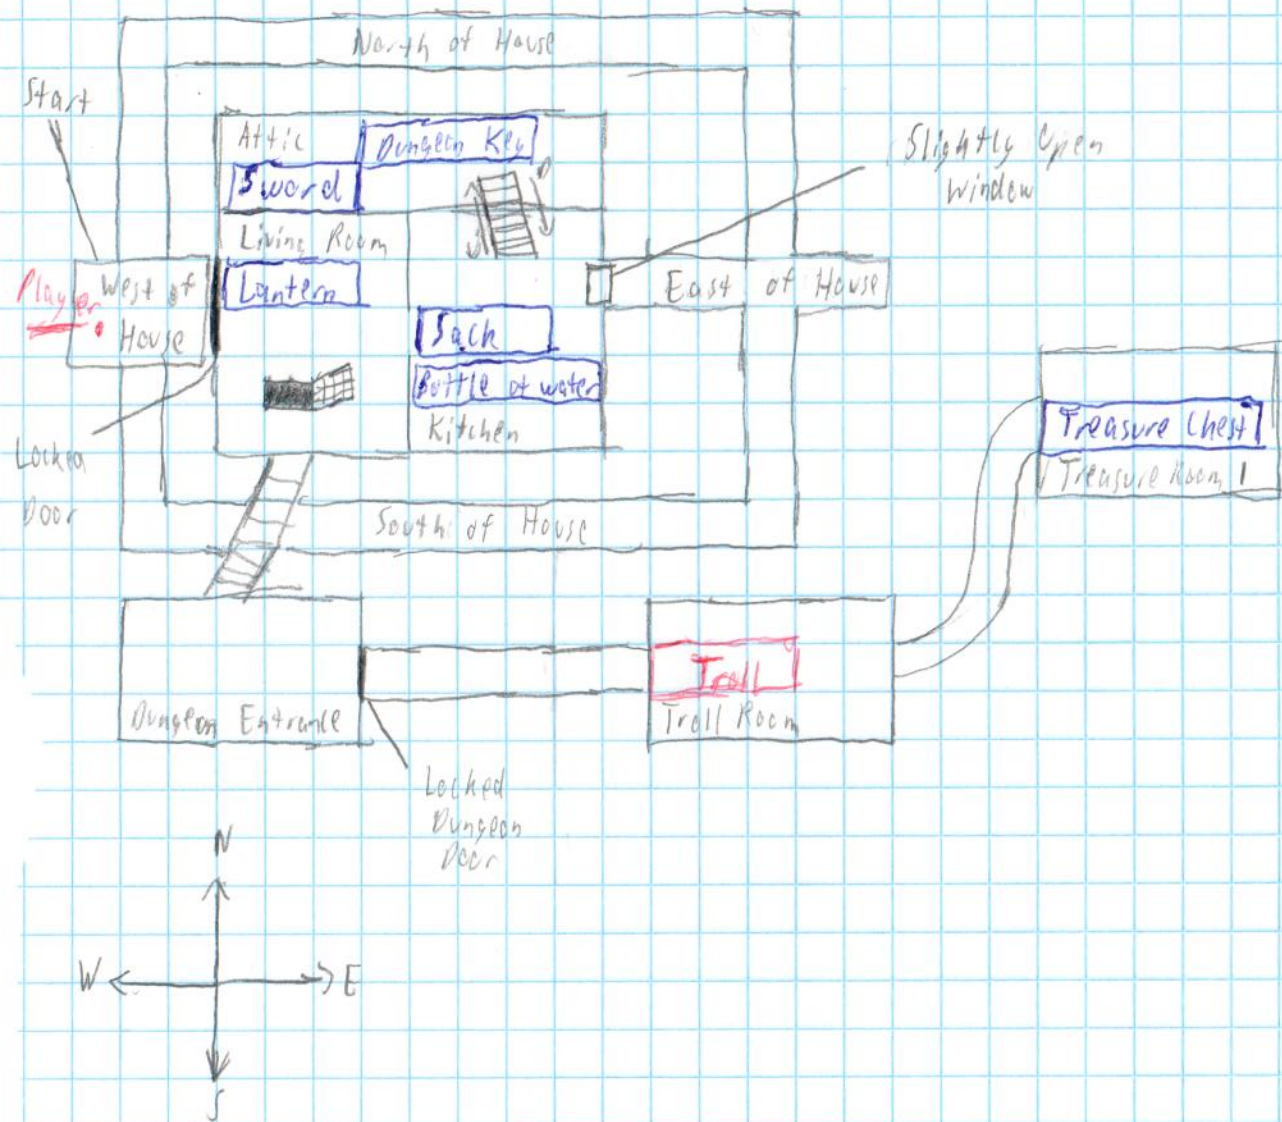 North of House
Start
Attic
Dungeon Key
Sword
Slightly Open
Window
D
U
Living Room
Player
West of
House
Lantern
East of House
Sack
Bottle of water
Kitchen
Treasure Chest
Treasure Room 1
Locked
Door
South of House
Troll
Troll Room
Dungeon Entrance
Locked
Dungeon
Door
N
W
E
S